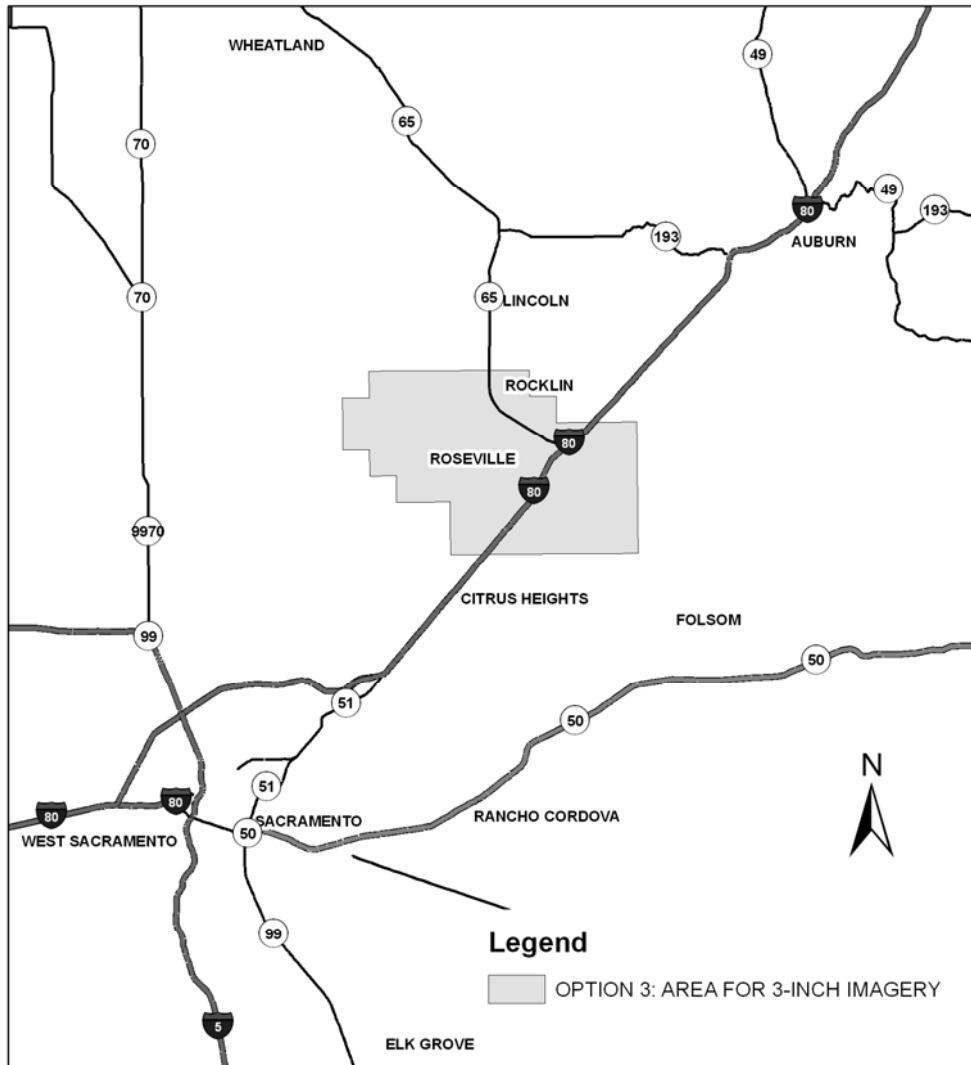 WHEATLAND
49
65
70
49
193
80
193
AUBURN
70
65
LINCOLN
ROCKLIN
80
ROSEVILLE
80
9970
CITRUS HEIGHTS
FOLSOM
99
50
51
50
51
80
80
SACRAMENTO
RANCHO CORDOVA
N
50
WEST SACRAMENTO
99
Legend
OPTION 3: AREA FOR 3-INCH IMAGERY
5
ELK GROVE